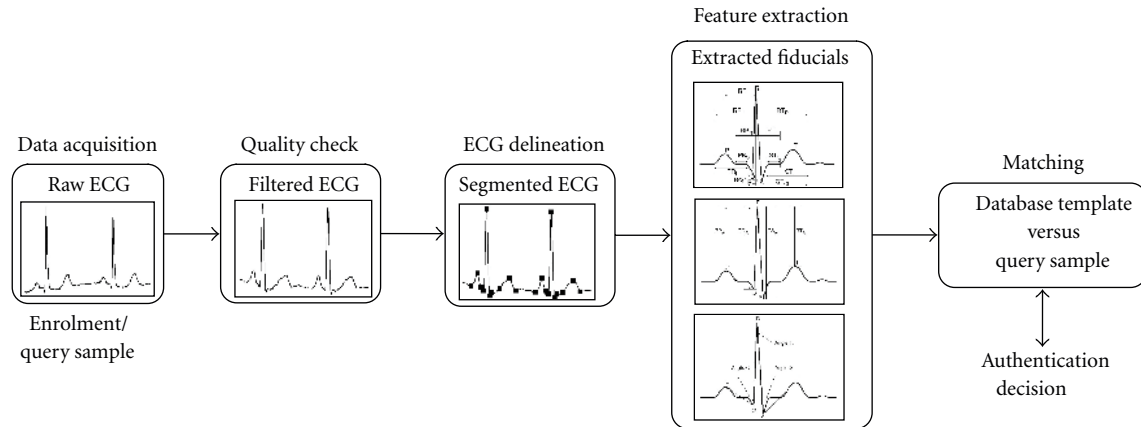 Data acquisition
Raw ECG
Enrolment/
query sample
Quality check
Filtered ECG
ECG delineation
Segmented ECG
Feature extraction
Extracted fiducials
Matching
Database template
versus
query sample
Authentication
decision